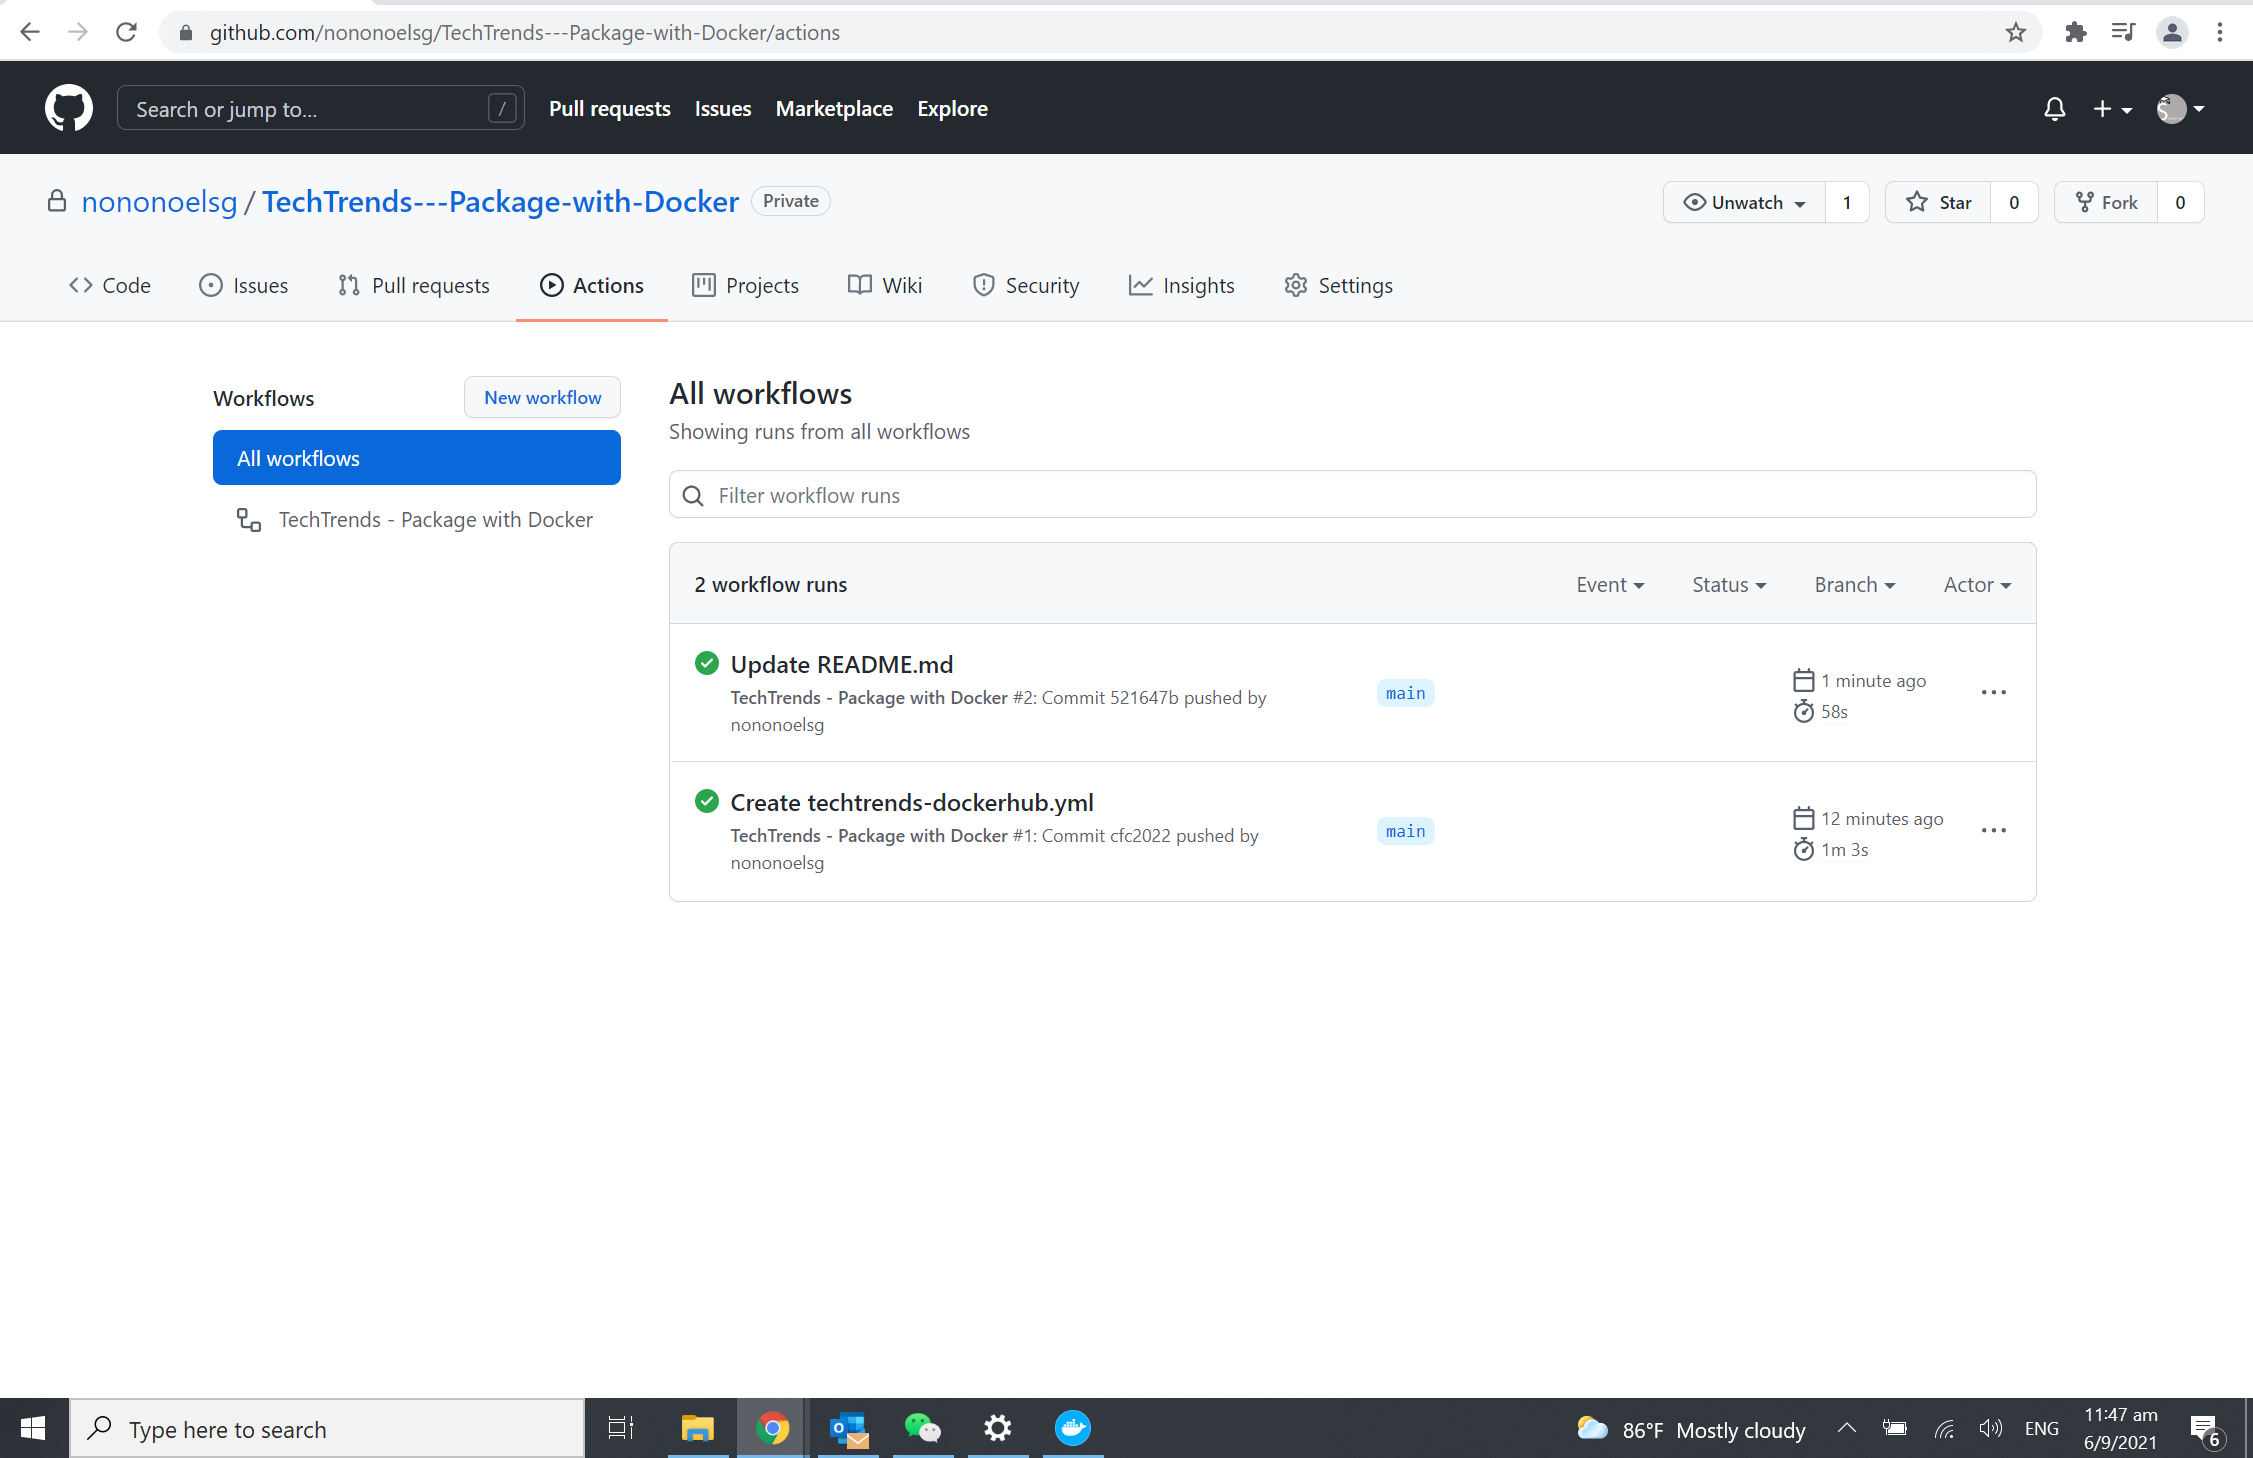 github.com/nononoelsg/TechTrends---Package-with-Docker/actions
Search or jump to... /
Pull requests Issues Marketplace Explore
nononoelsg / TechTrends---Package-with-Docker Private
Unwatch 1 Star 0 Fork 0
Code Issues Pull requests Actions Projects Wiki Security Insights Settings
Workflows New workflow
All workflows
TechTrends - Package with Docker
All workflows
Showing runs from all workflows
Filter workflow runs
2 workflow runs Event Status Branch Actor
Update README.md
TechTrends - Package with Docker #2: Commit 521647b pushed by
nononoelsg
main
1 minute ago
58s
Create techtrends-dockerhub.yml
TechTrends - Package with Docker #1: Commit cfc2022 pushed by
nononoelsg
main
12 minutes ago
1m 3s
Type here to search
86°F Mostly cloudy
ENG
11:47 am
6/9/2021
6